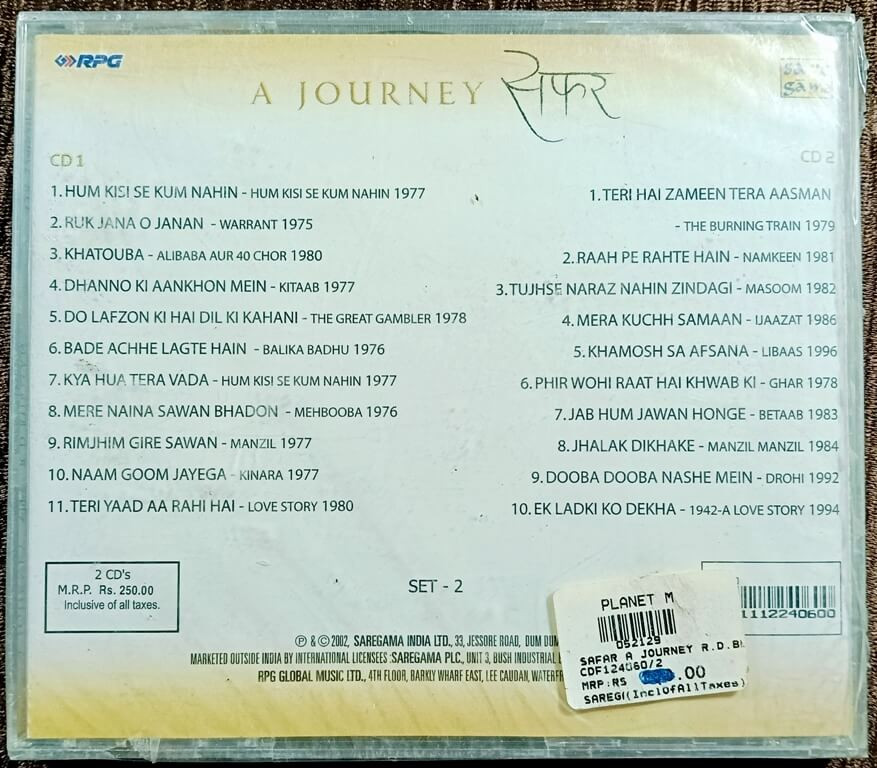 RPG
A JOURNEY सफर
sare
gama
CD 1
1.HUM KISI SE KUM NAHIN - HUM KISI SE KUM NAHIN 1977
2.RUK JANA O JANAN - WARRANT 1975
3.KHATOUBA - ALIBABA AUR 40 CHOR 1980
4.DHANNO KI AANKHON MEIN - KITAAB 1977
5.DO LAFZON KI HAI DIL KI KAHANI - THE GREAT GAMBLER 1978
6.BADE ACHHE LAGTE HAIN - BALIKA BADHU 1976
7.KYA HUA TERA VADA - HUM KISI SE KUM NAHIN 1977
8.MERE NAINA SAWAN BHADON - MEHBOOBA 1976
9.RIMJHIM GIRE SAWAN - MANZIL 1977
10.NAAM GOOM JAYEGA - KINARA 1977
11.TERI YAAD AA RAHI HAI - LOVE STORY 1980
CD 2
1.TERI HAI ZAMEEN TERA AASMAN
- THE BURNING TRAIN 1979
2.RAAH PE RAHTE HAIN - NAMKEEN 1981
3.TUJHSE NARAZ NAHIN ZINDAGI - MASOOM 1982
4.MERA KUCHH SAMAAN - IJAAZAT 1986
5.KHAMOSH SA AFSANA - LIBAAS 1996
6.PHIR WOHI RAAT HAI KHWAB KI - GHAR 1978
7.JAB HUM JAWAN HONGE - BETAAB 1983
8.JHALAK DIKHAKE - MANZIL MANZIL 1984
9.DOOBA DOOBA NASHE MEIN - DROHI 1992
10.EK LADKI KO DEKHA - 1942-A LOVE STORY 1994
2 CD's
M.R.P. Rs. 250.00
Inclusive of all taxes.
SET - 2
℗ & © 2002, SAREGAMA INDIA LTD., 33, JESSORE ROAD, DUM DUM
MARKETED OUTSIDE INDIA BY INTERNATIONAL LICENSEES :SAREGAMA PLC., UNIT 3, BUSH INDUSTRIAL
RPG GLOBAL MUSIC LTD., 4TH FLOOR, BARKLY WHARF EAST, LEE CAUDAN,
PLANET M
052129
SAFAR A JOURNEY R.D.
CDF124060/2
MRP:RS .00
SAREG((InclofAllTaxes)
1112240600